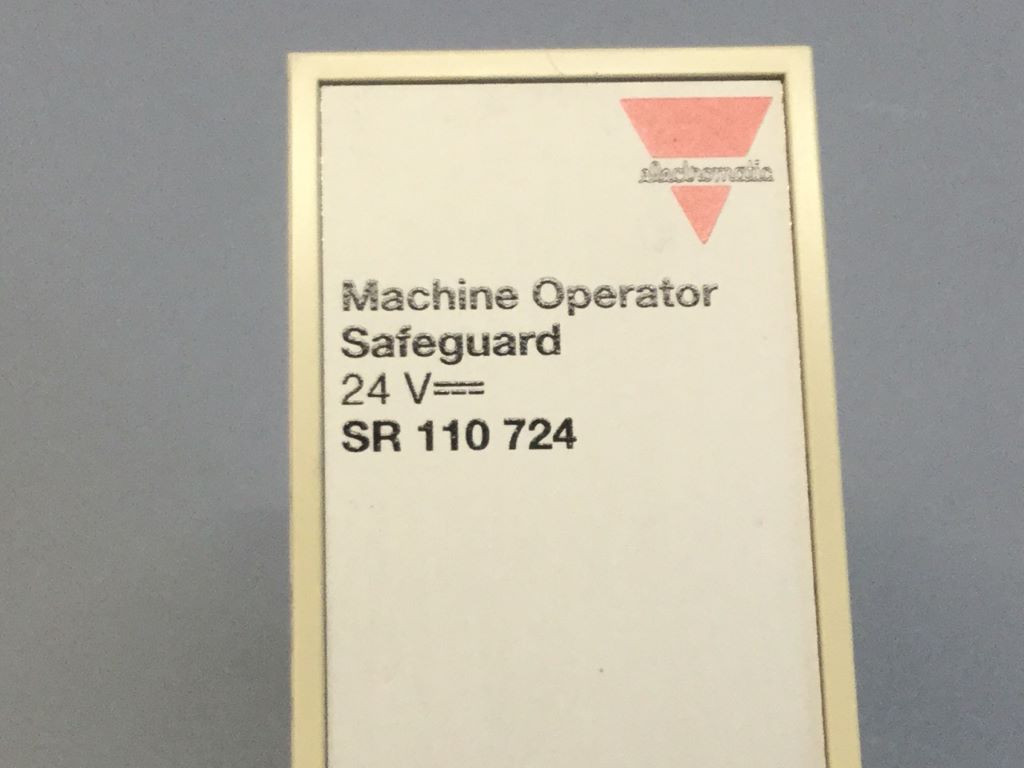 electromatic
Machine Operator
Safeguard
24 V⎓
SR 110 724